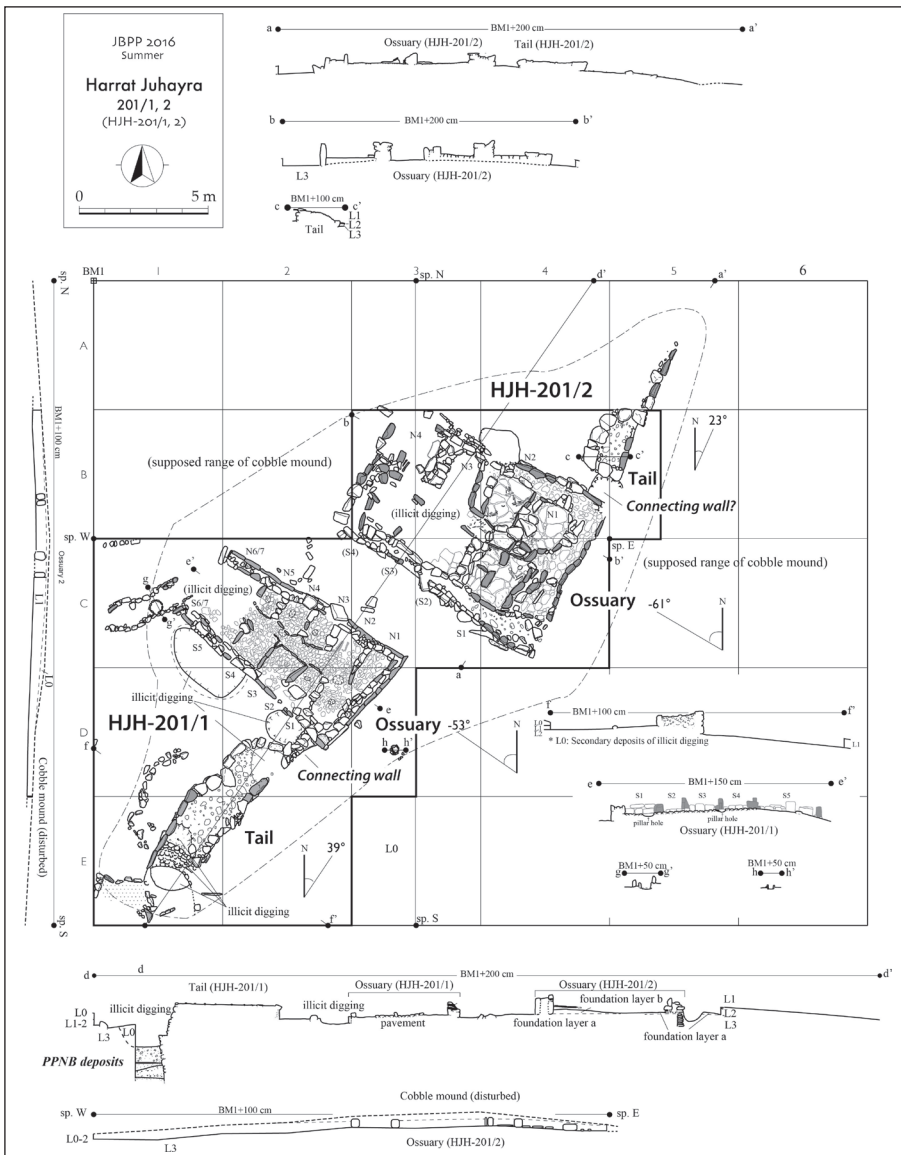 JBPP 2016
Summer
Harrat Juhayra
201/1, 2
(HJH-201/1, 2)
0 5 m
a BM1+200 cm a'
Ossuary (HJH-201/2) Tail (HJH-201/2)
b BM1+200 cm b'
L3
Ossuary (HJH-201/2)
BM1+100 cm
c c'
L1
L2
L3
Tail
BM1 1 2 3 sp. N 4 d' 5 a' 6
sp. N
A
BM1+100 cm
HJH-201/2
23°
N
b
N4
N3
N2
c c'
B
(supposed range of cobble mound)
Tail
(illicit digging)
N1
Connecting wall?
sp. W
sp. E
(S4)
b'
Ossuary 2
L1
(S3)
(supposed range of cobble mound)
e'
N6/7
N5
g
(illicit digging)
N4
C
S6/7
(S2)
Ossuary
-61°
N
g'
N3
N2
S1
S5
N1
S4
a
L0
illicit digging
S3
S2
f f'
BM1+100 cm
HJH-201/1
S1
e
L0
L2
L1
Ossuary
-53°
N
* L0: Secondary deposits of illicit digging
D
f
h h'
Connecting wall
e BM1+150 cm e'
S1 S2 S3 S4 S5
pillar hole pillar hole
Ossuary (HJH-201/1)
Cobble mound (disturbed)
Tail
N
39°
L0
E
BM1+50 cm
g g'
BM1+50 cm
h h'
illicit digging
sp. S
f'
sp. S
d d BM1+200 cm d'
Tail (HJH-201/1) Ossuary (HJH-201/1) Ossuary (HJH-201/2)
illicit digging illicit digging foundation layer b
L0
L1-2
L3
L0
pavement foundation layer a
foundation layer a
L1
L2
L3
PPNB deposits
Cobble mound (disturbed)
sp. W BM1+100 cm sp. E
L0-2
L3
Ossuary (HJH-201/2)